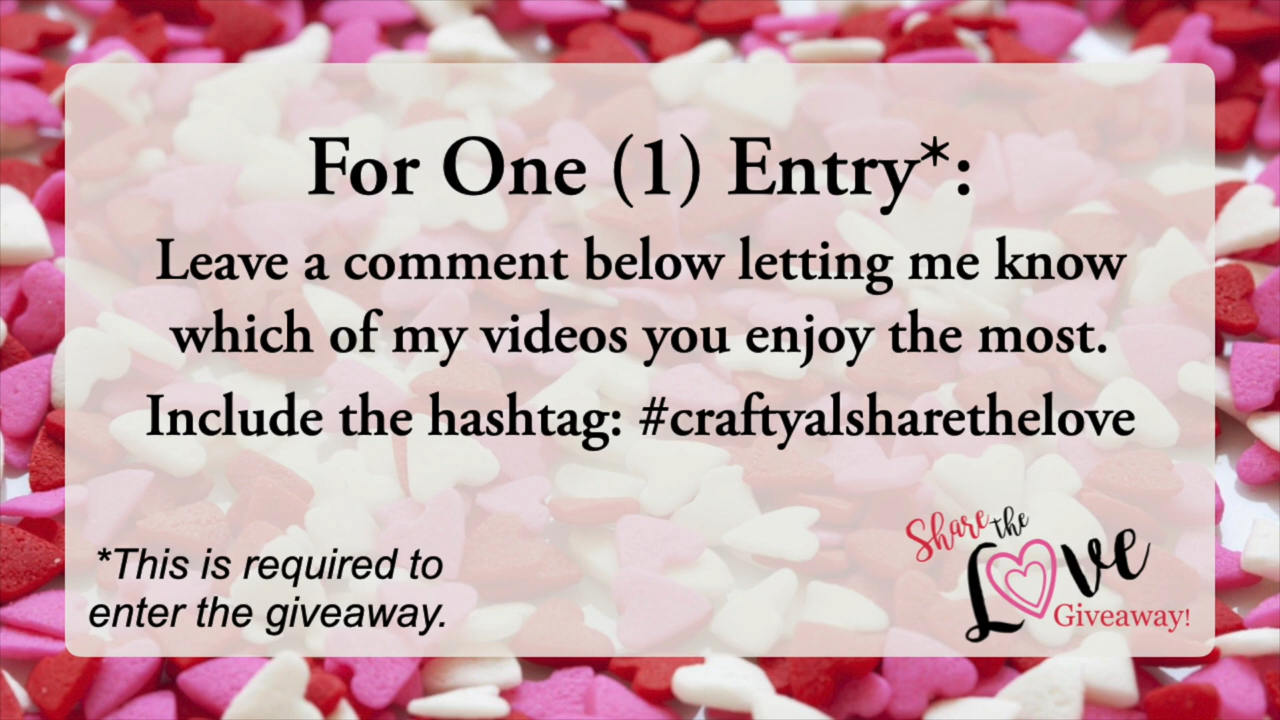 For One (1) Entry*:
Leave a comment below letting me know
which of my videos you enjoy the most.
Include the hashtag: #craftyalsharethelove
*This is required to
enter the giveaway.
Share the
Love
Giveaway!